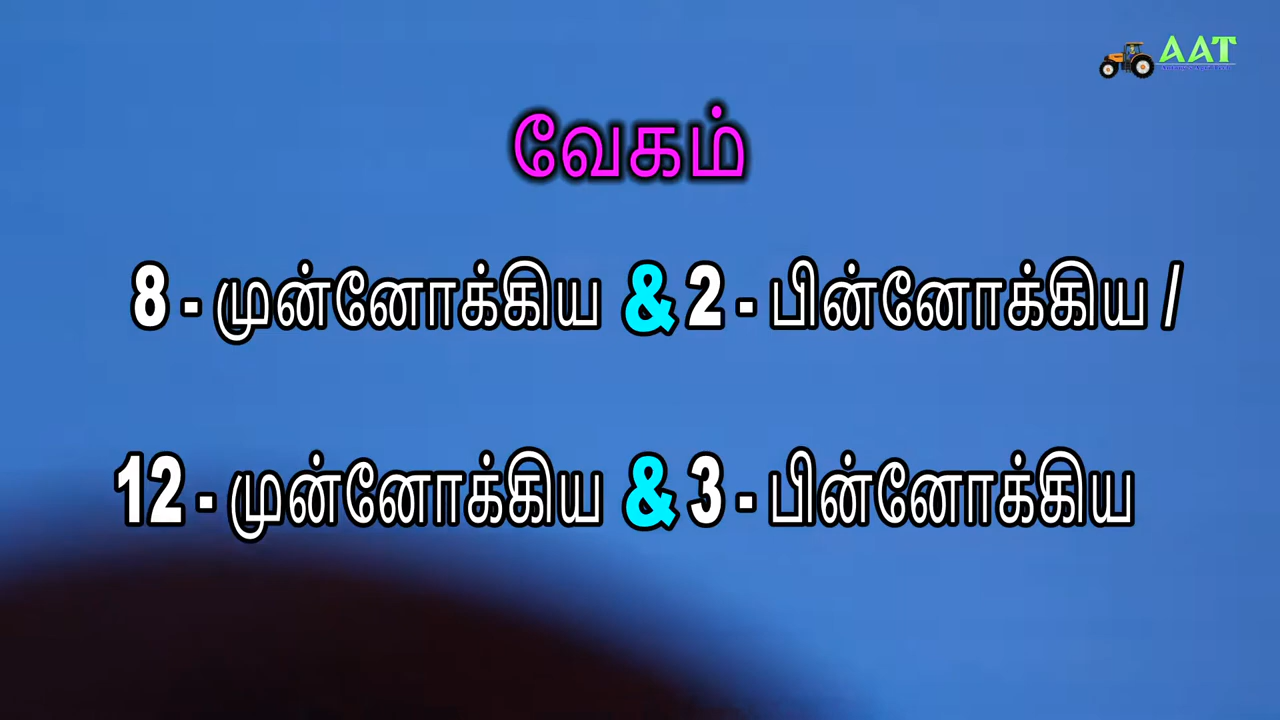 AAT
வேகம்
8 - முன்னோக்கிய & 2 - பின்னோக்கிய /
12 - முன்னோக்கிய & 3 - பின்னோக்கிய